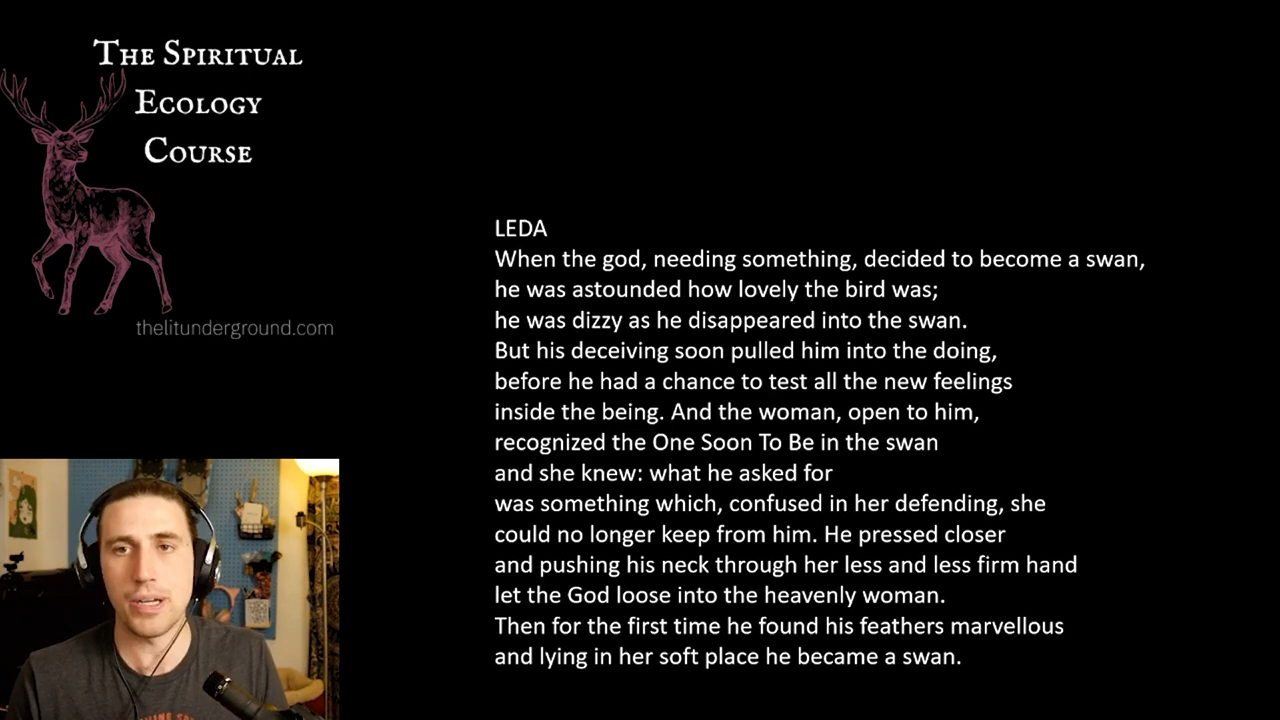 The Spiritual
Ecology
Course
thelitunderground.com
LEDA
When the god, needing something, decided to become a swan,
he was astounded how lovely the bird was;
he was dizzy as he disappeared into the swan.
But his deceiving soon pulled him into the doing,
before he had a chance to test all the new feelings
inside the being. And the woman, open to him,
recognized the One Soon To Be in the swan
and she knew: what he asked for
was something which, confused in her defending, she
could no longer keep from him. He pressed closer
and pushing his neck through her less and less firm hand
let the God loose into the heavenly woman.
Then for the first time he found his feathers marvellous
and lying in her soft place he became a swan.